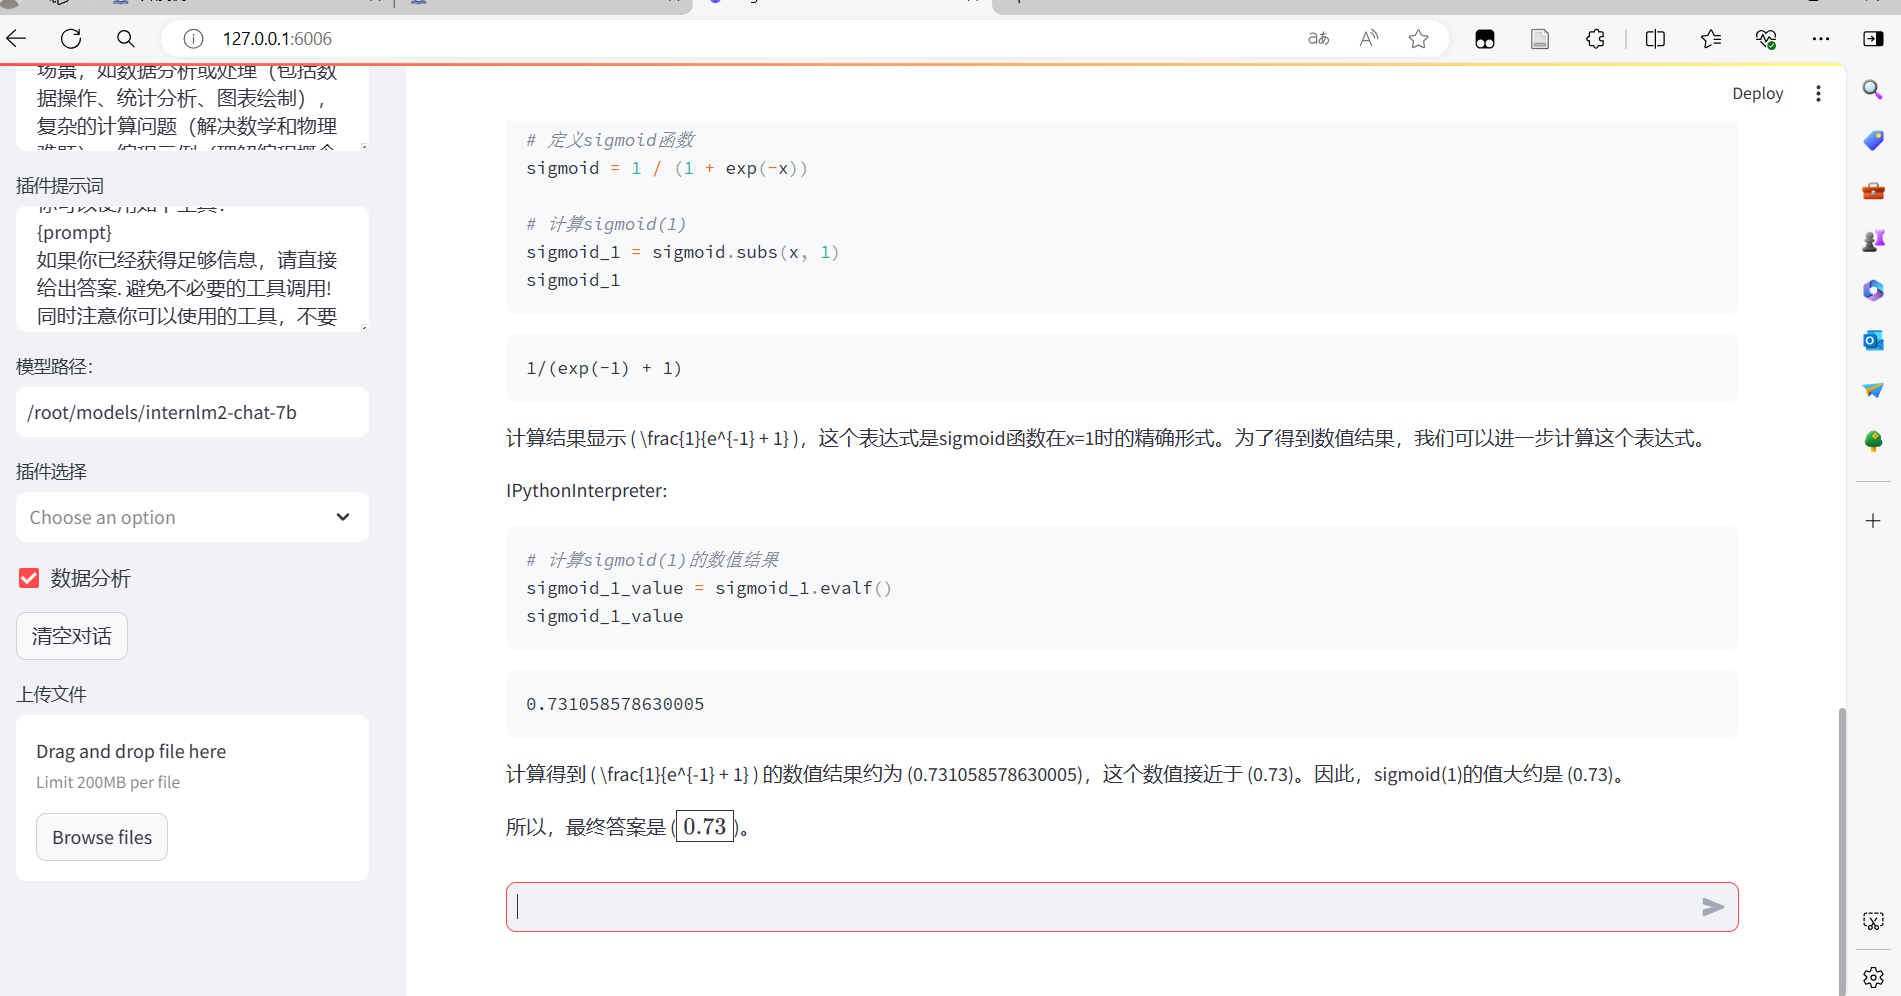 127.0.0.1:6006
Deploy
场景，如数据分析或处理（包括数
据操作、统计分析、图表绘制），
复杂的计算问题（解决数学和物理
插件提示词
你可以使用如下工具：
{prompt}
如果你已经获得足够信息，请直接
给出答案. 避免不必要的工具调用!
同时注意你可以使用的工具，不要
模型路径：
/root/models/internlm2-chat-7b
插件选择
Choose an option
数据分析
清空对话
上传文件
Drag and drop file here
Limit 200MB per file
Browse files
# 定义sigmoid函数
sigmoid = 1 / (1 + exp(-x))
# 计算sigmoid(1)
sigmoid_1 = sigmoid.subs(x, 1)
sigmoid_1
1/(exp(-1) + 1)
计算结果显示 ( \frac{1}{e^{-1} + 1} )，这个表达式是sigmoid函数在x=1时的精确形式。为了得到数值结果，我们可以进一步计算这个表达式。
IPythonInterpreter:
# 计算sigmoid(1)的数值结果
sigmoid_1_value = sigmoid_1.evalf()
sigmoid_1_value
0.731058578630005
计算得到 ( \frac{1}{e^{-1} + 1} ) 的数值结果约为 (0.731058578630005)，这个数值接近于 (0.73)。因此，sigmoid(1)的值大约是 (0.73)。
所以，最终答案是 (0.73)。